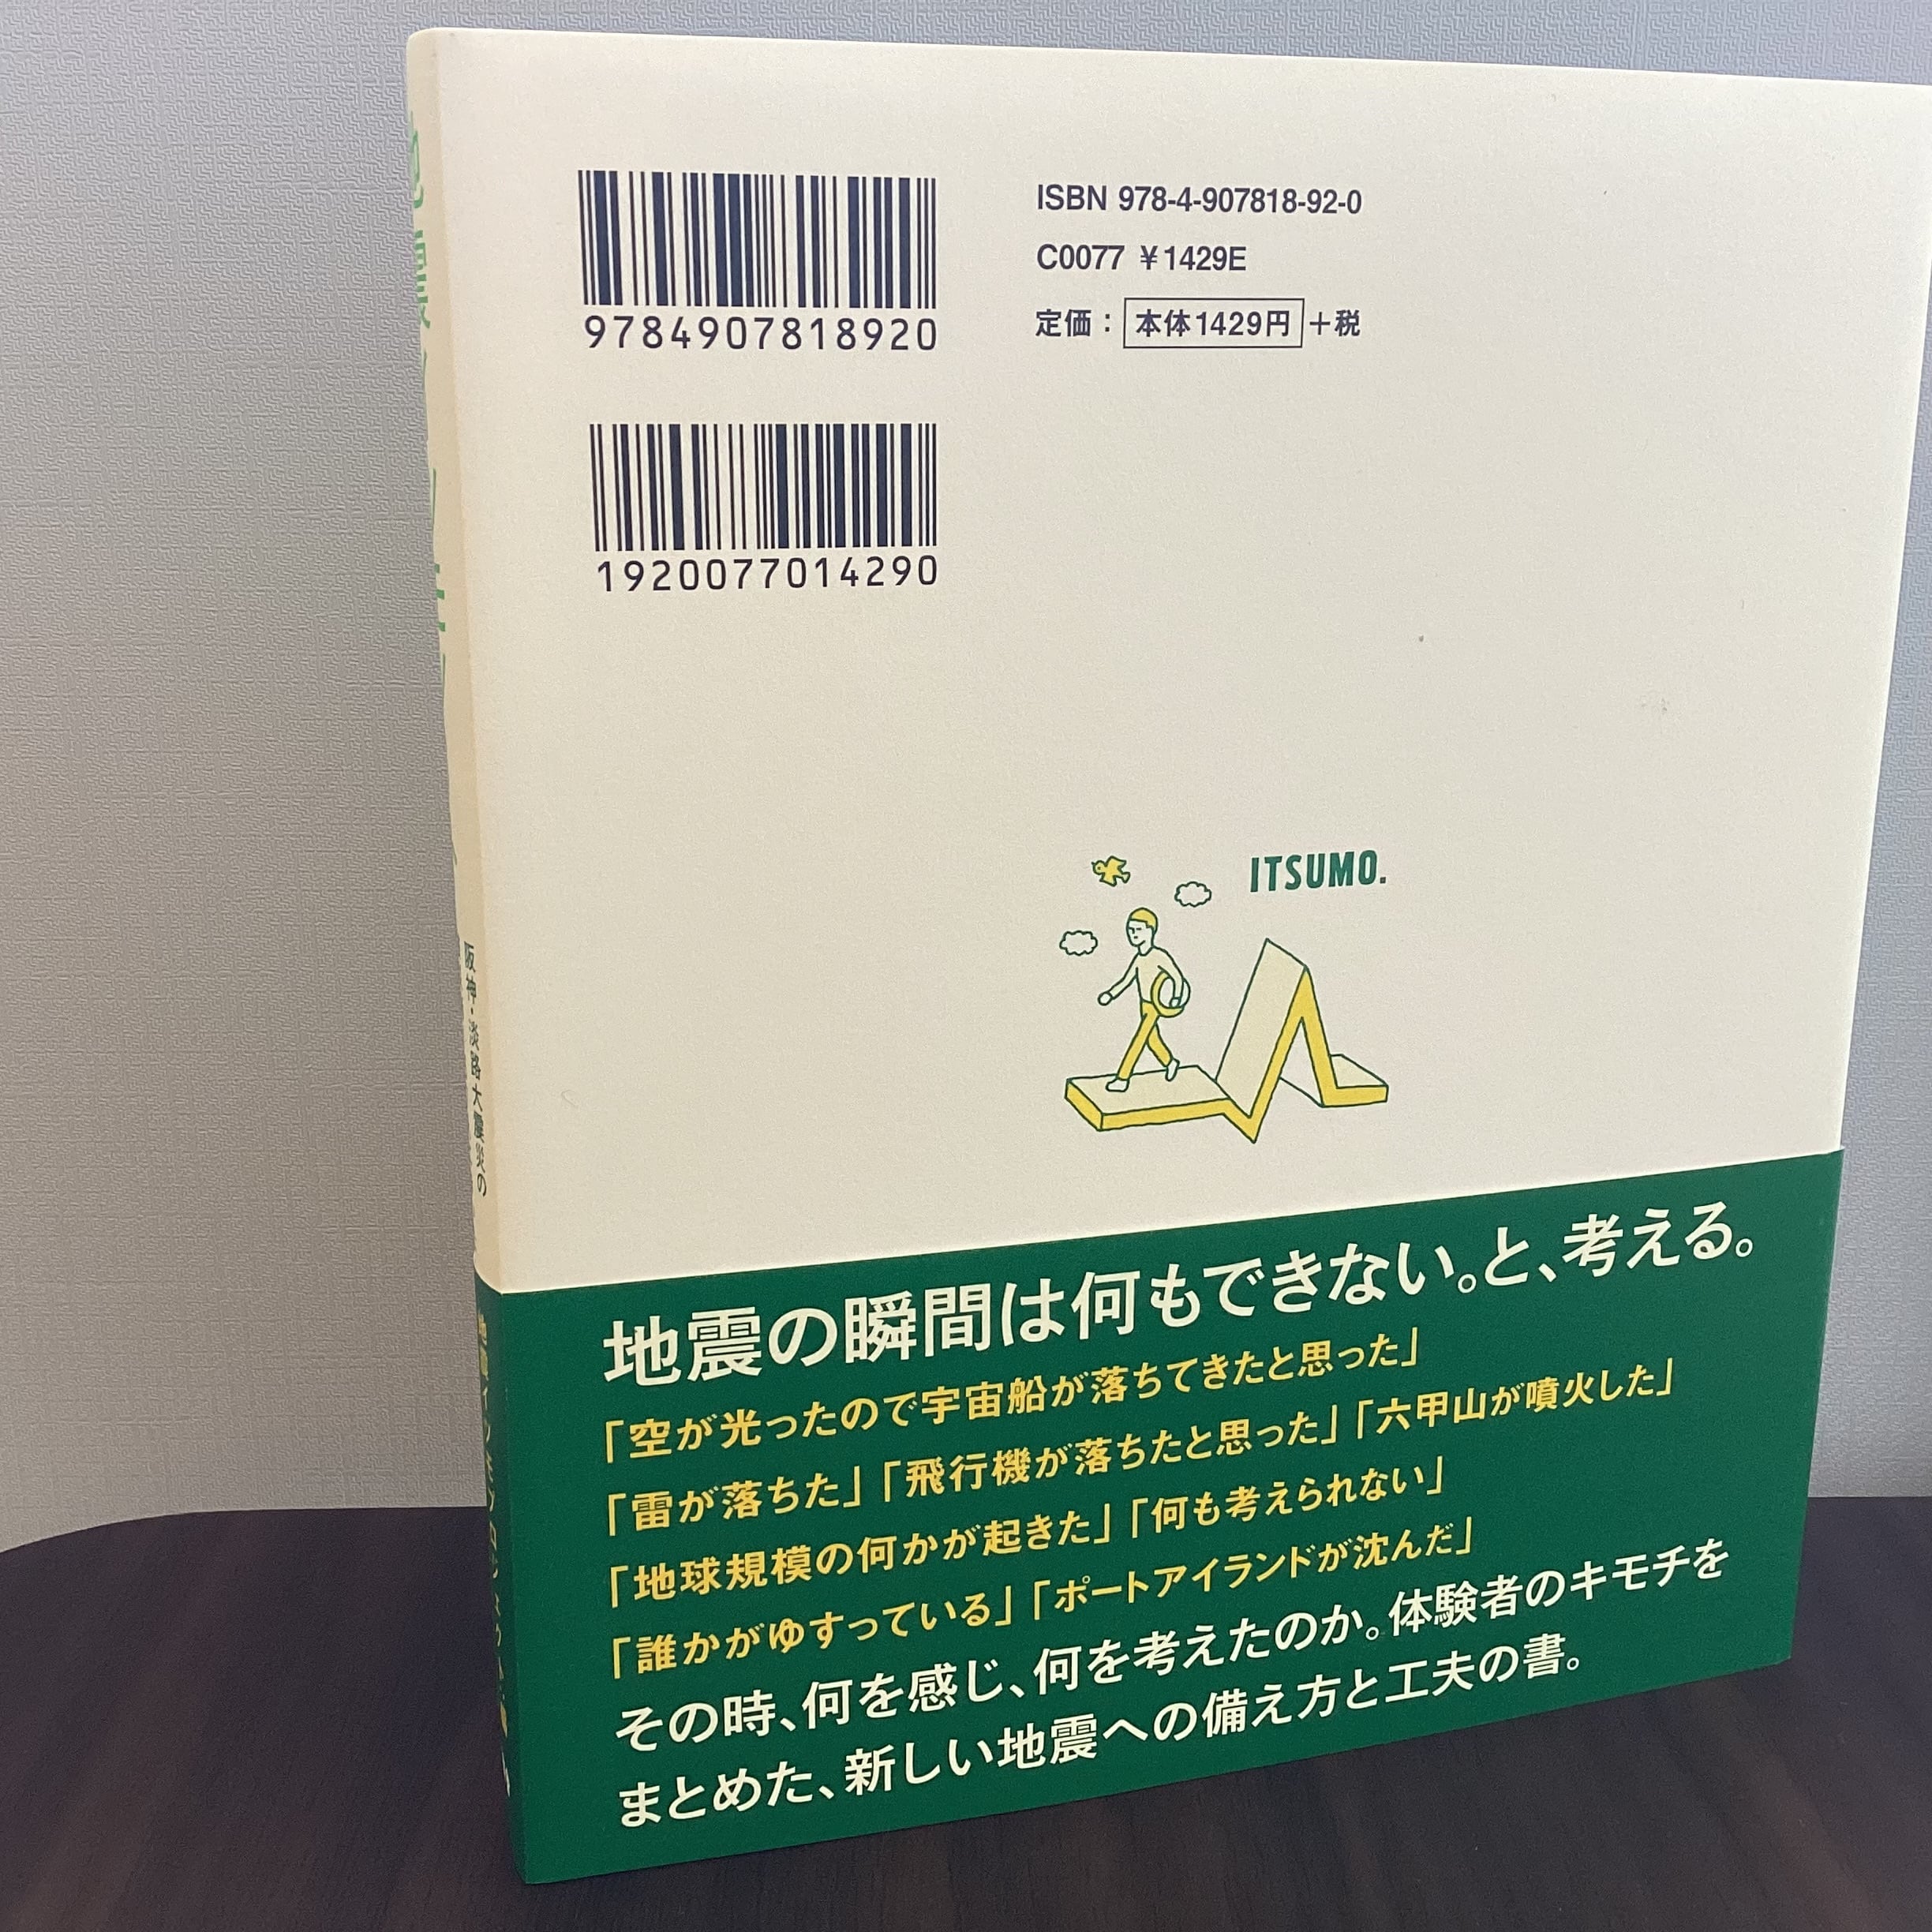 9784907818920
ISBN 978-4-907818-92-0
C0077 ¥1429E
定価：本体1429円＋税
1920077014290
ITSUMO.
阪神・淡路大震災の
地震の瞬間は何もできない。と、考える。
「空が光ったので宇宙船が落ちてきたと思った」
「雷が落ちた」「飛行機が落ちたと思った」「六甲山が噴火した」
「地球規模の何かが起きた」「何も考えられない」
「誰かがゆすっている」「ポートアイランドが沈んだ」
その時、何を感じ、何を考えたのか。体験者のキモチを
まとめた、新しい地震への備え方と工夫の書。